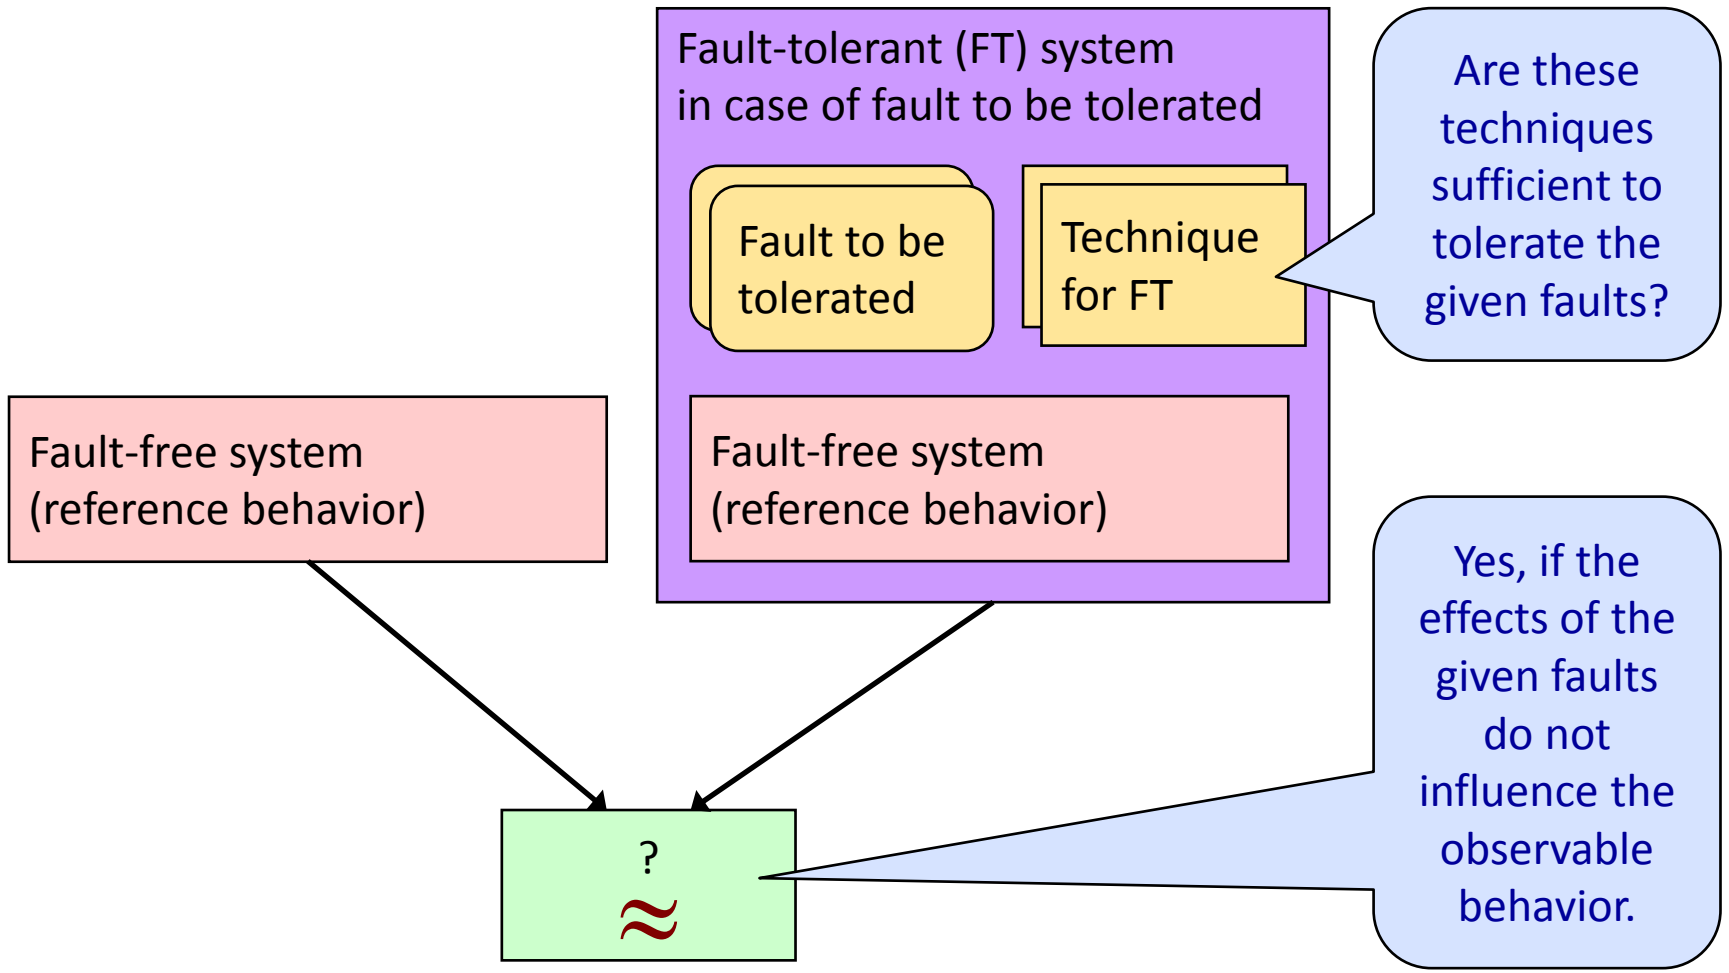 Fault-tolerant (FT) system
in case of fault to be tolerated
Fault to be
tolerated
Technique
for FT
Are these
techniques
sufficient to
tolerate the
given faults?
Fault-free system
(reference behavior)
Fault-free system
(reference behavior)
Yes, if the
effects of the
given faults
do not
influence the
observable
behavior.
?
≈